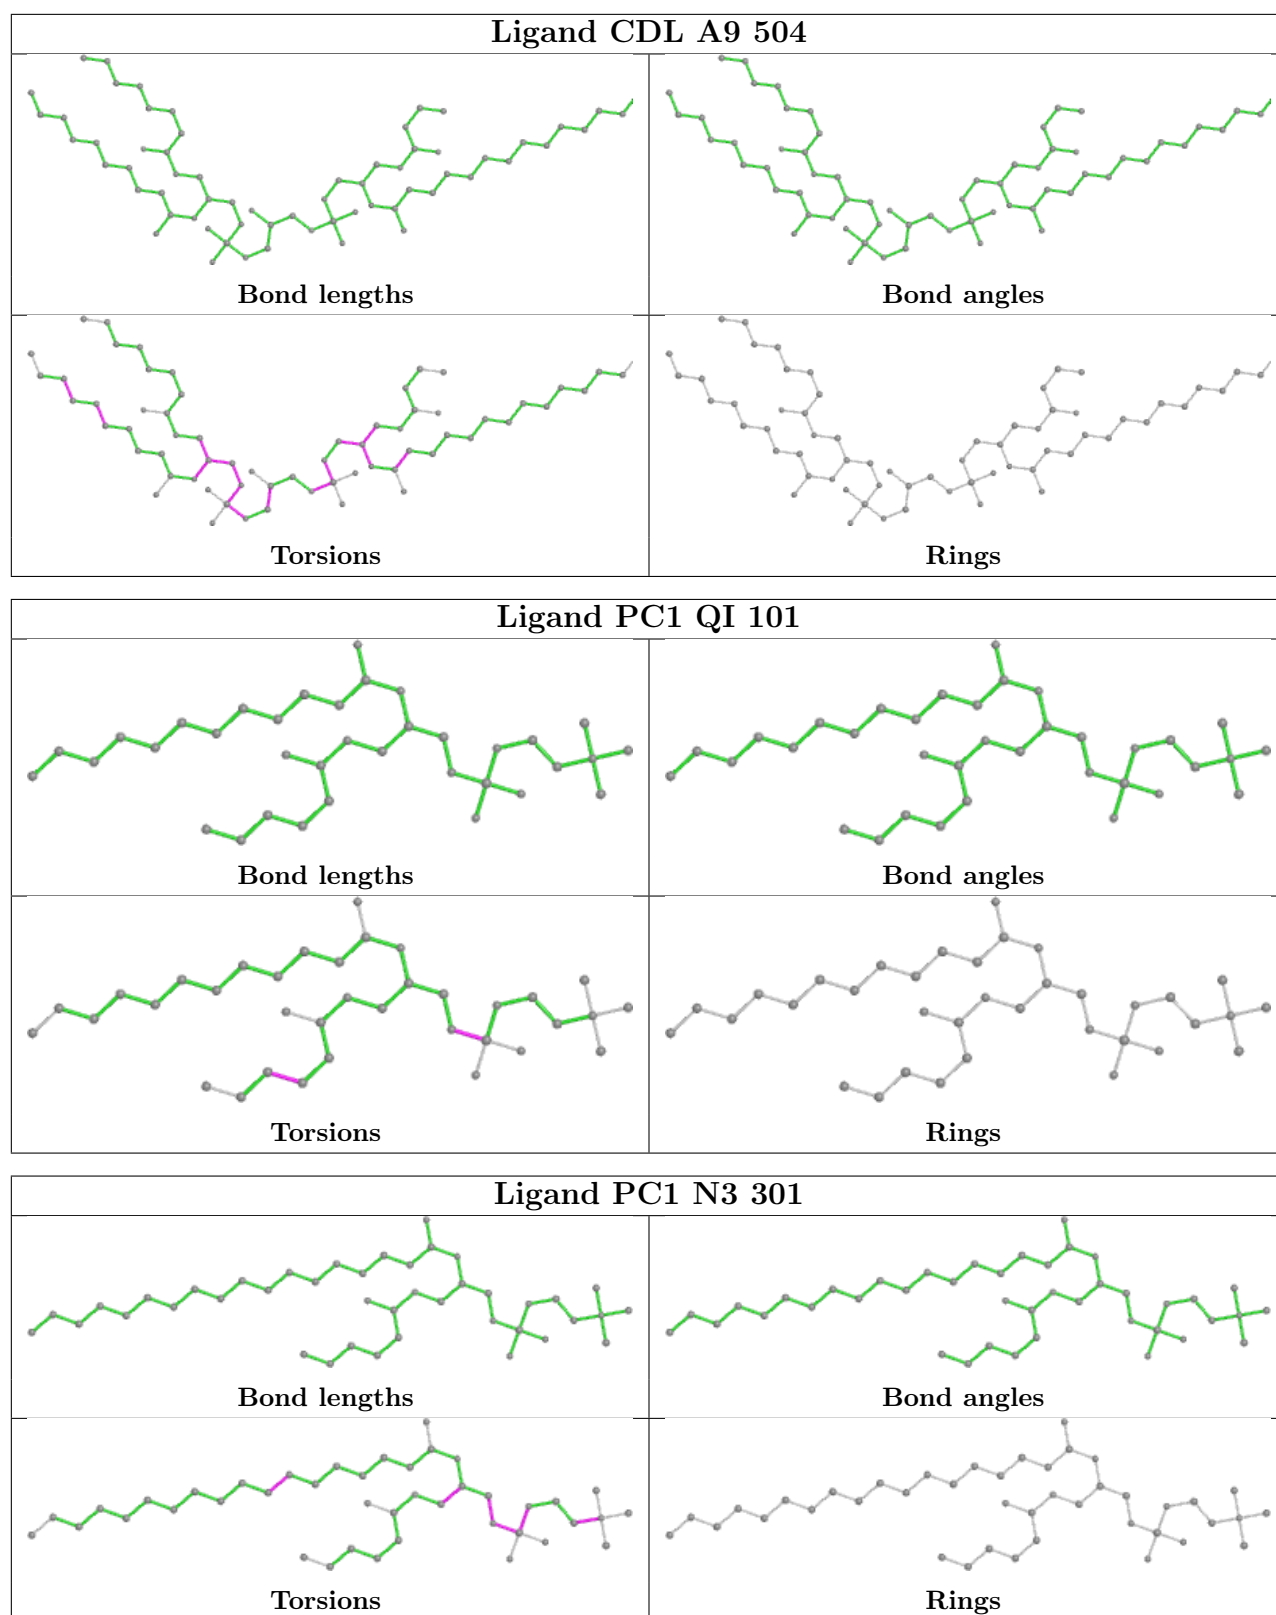 Ligand CDL A9 504
Bond lengths
Bond angles
Torsions
Rings
Ligand PC1 QI 101
Bond lengths
Bond angles
Torsions
Rings
Ligand PC1 N3 301
Bond lengths
Bond angles
Torsions
Rings